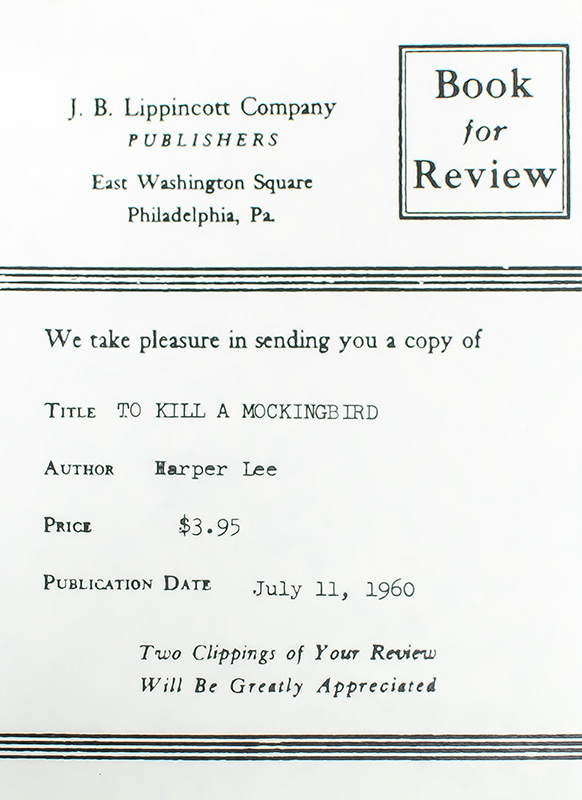 J. B. Lippincott Company
PUBLISHERS
East Washington Square
Philadelphia, Pa.
Book
for
Review
We take pleasure in sending you a copy of
TITLE TO KILL A MOCKINGBIRD
AUTHOR Harper Lee
PRICE $3.95
PUBLICATION DATE July 11, 1960
Two Clippings of Your Review
Will Be Greatly Appreciated